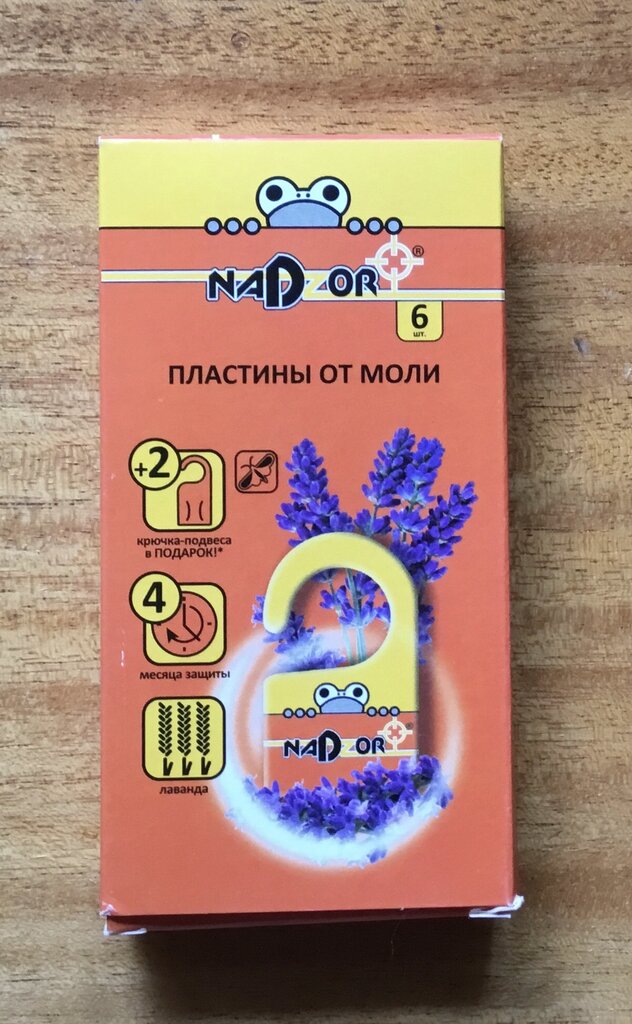 NADZOR®
6
шт.
ПЛАСТИНЫ ОТ МОЛИ
+2
крючка-подвеса
в ПОДАРОК!*
4
месяца защиты
лаванда
NADZOR